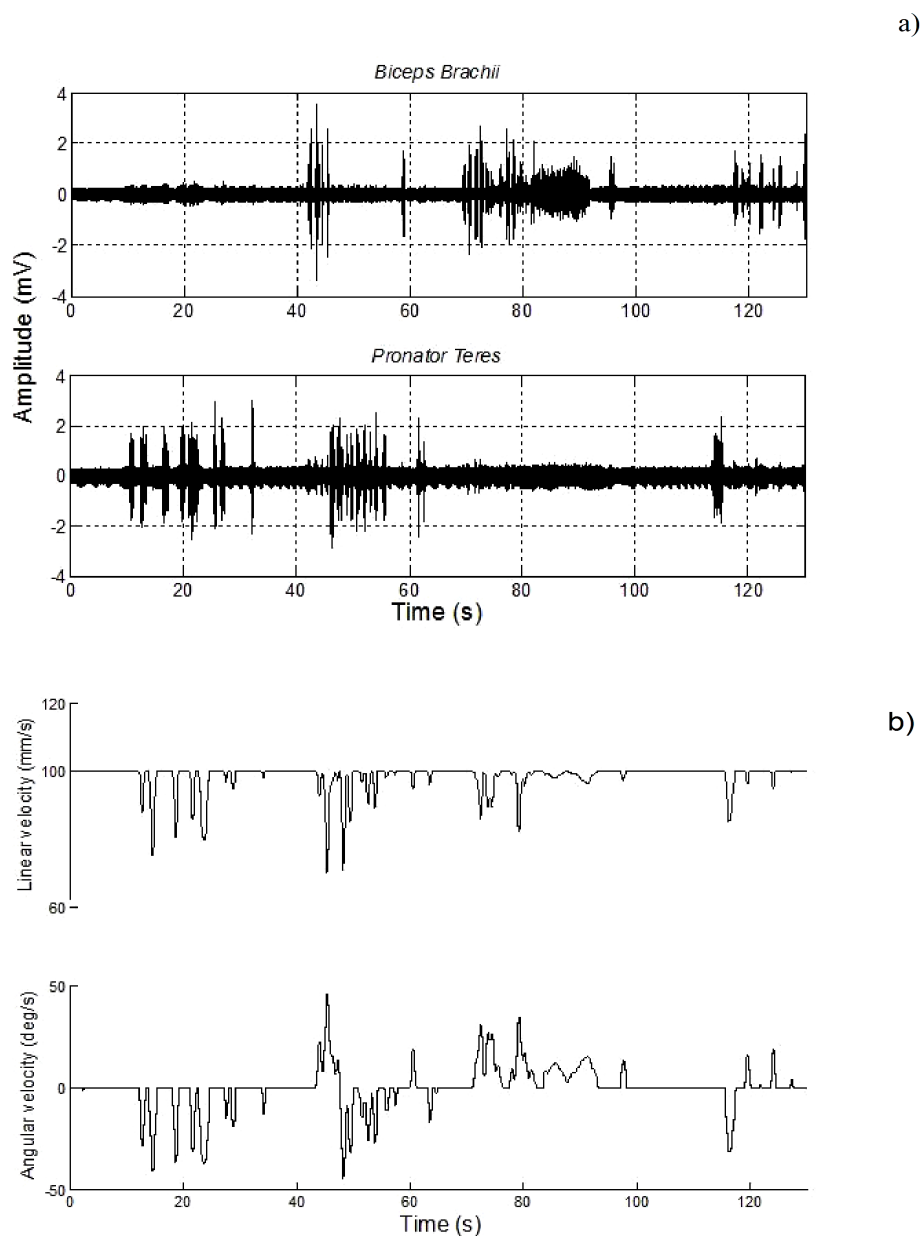 a)
Biceps Brachii
4
2
0
-2
-4
0 20 40 60 80 100 120
Amplitude (mV)
Pronator Teres
4
2
0
-2
-4
0 20 40 60 80 100 120
Time (s)
b)
120
100
60
Linear velocity (mm/s)
50
0
-50
Angular velocity (deg/s)
0 20 40 60 80 100 120
Time (s)